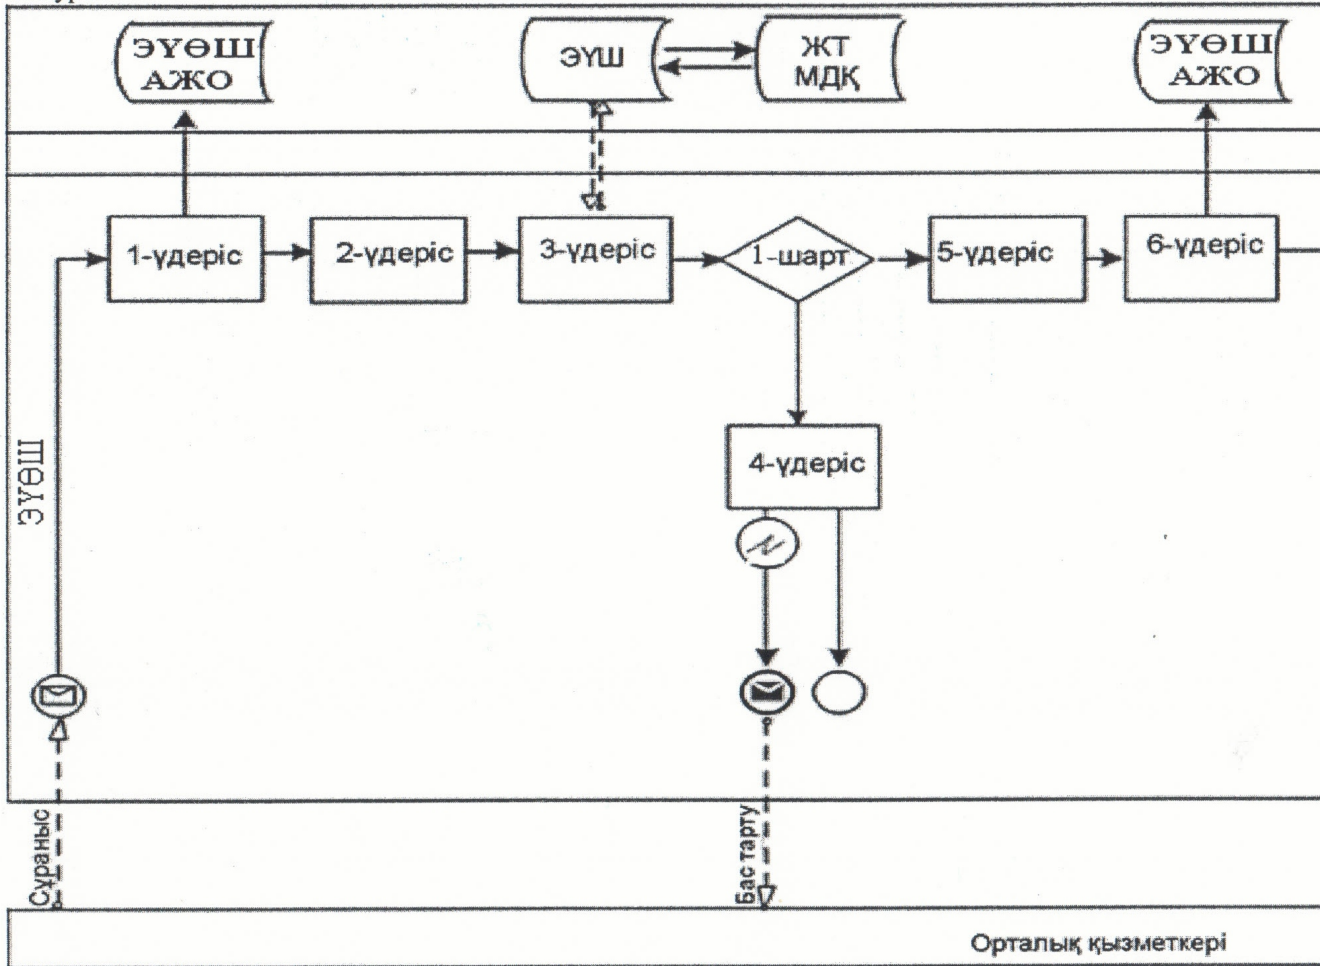 ЭҮӨШ
АЖО
ЭҮШ
ЖТ
МДҚ
ЭҮӨШ
АЖО
1-үдеріс
2-үдеріс
3-үдеріс
1-шарт
5-үдеріс
6-үдеріс
4-үдеріс
ЭҮӨШ
Сұраныс
Бас тарту
Орталық қызметкері